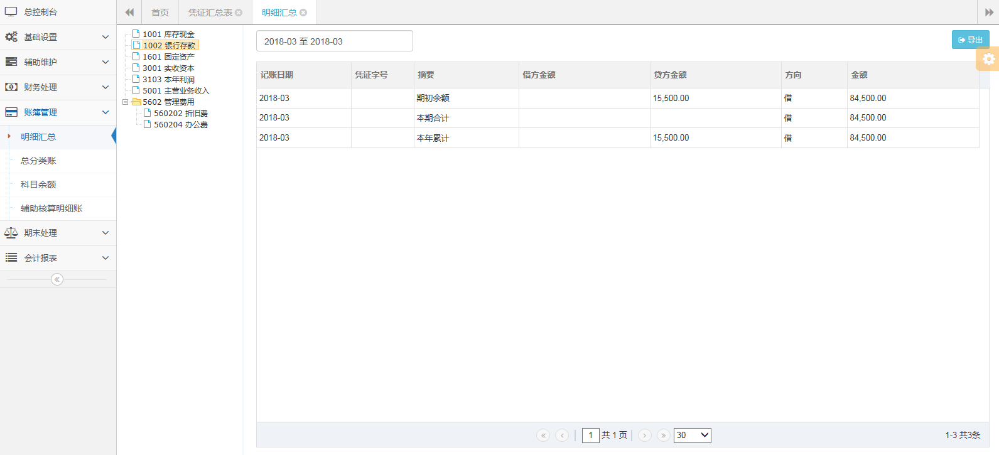 总控制台
基础设置
辅助维护
财务处理
账簿管理
明细汇总
总分类账
科目余额
辅助核算明细账
期末处理
会计报表
首页 凭证汇总表 明细汇总
1001 库存现金
1002 银行存款
1601 固定资产
3001 实收资本
3103 本年利润
5001 主营业务收入
5602 管理费用
560202 折旧费
560204 办公费
2018-03 至 2018-03
导出
记账日期 凭证字号 摘要 借方金额 贷方金额 方向 金额
2018-03 期初余额 15,500.00 借 84,500.00
2018-03 本期合计 借 84,500.00
2018-03 本年累计 15,500.00 借 84,500.00
1 共 1 页 30 1-3 共3条